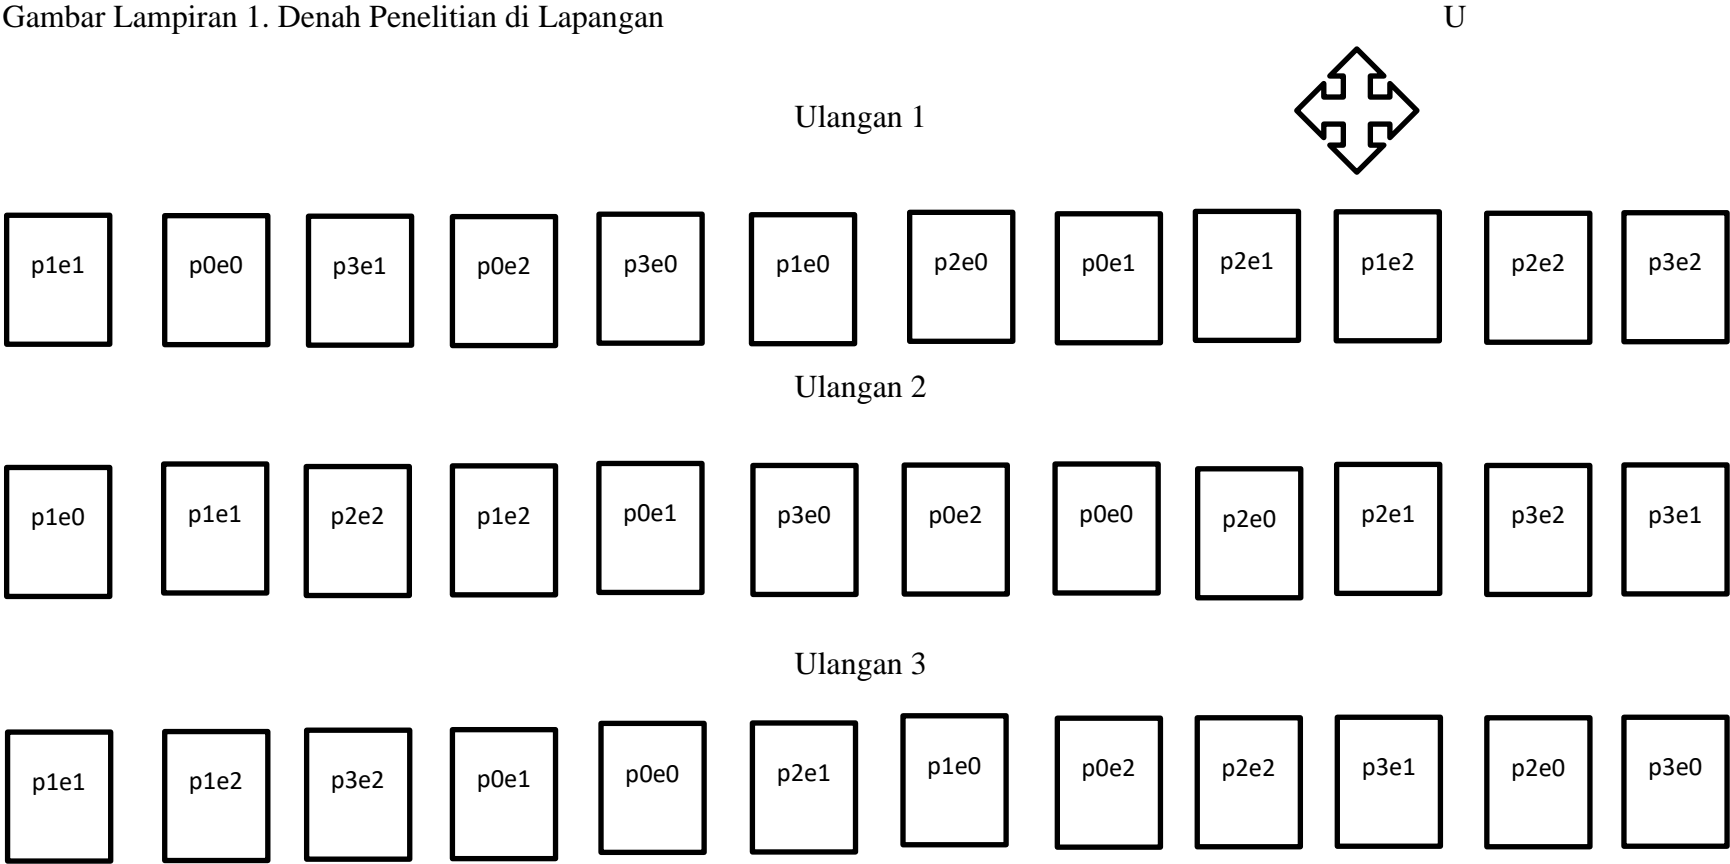 Gambar Lampiran 1. Denah Penelitian di Lapangan U
Ulangan 1
p1e1 p0e0 p3e1 p0e2 p3e0 p1e0 p2e0 p0e1 p2e1 p1e2 p2e2 p3e2
Ulangan 2
p1e0 p1e1 p2e2 p1e2 p0e1 p3e0 p0e2 p0e0 p2e0 p2e1 p3e2 p3e1
Ulangan 3
p1e1 p1e2 p3e2 p0e1 p0e0 p2e1 p1e0 p0e2 p2e2 p3e1 p2e0 p3e0